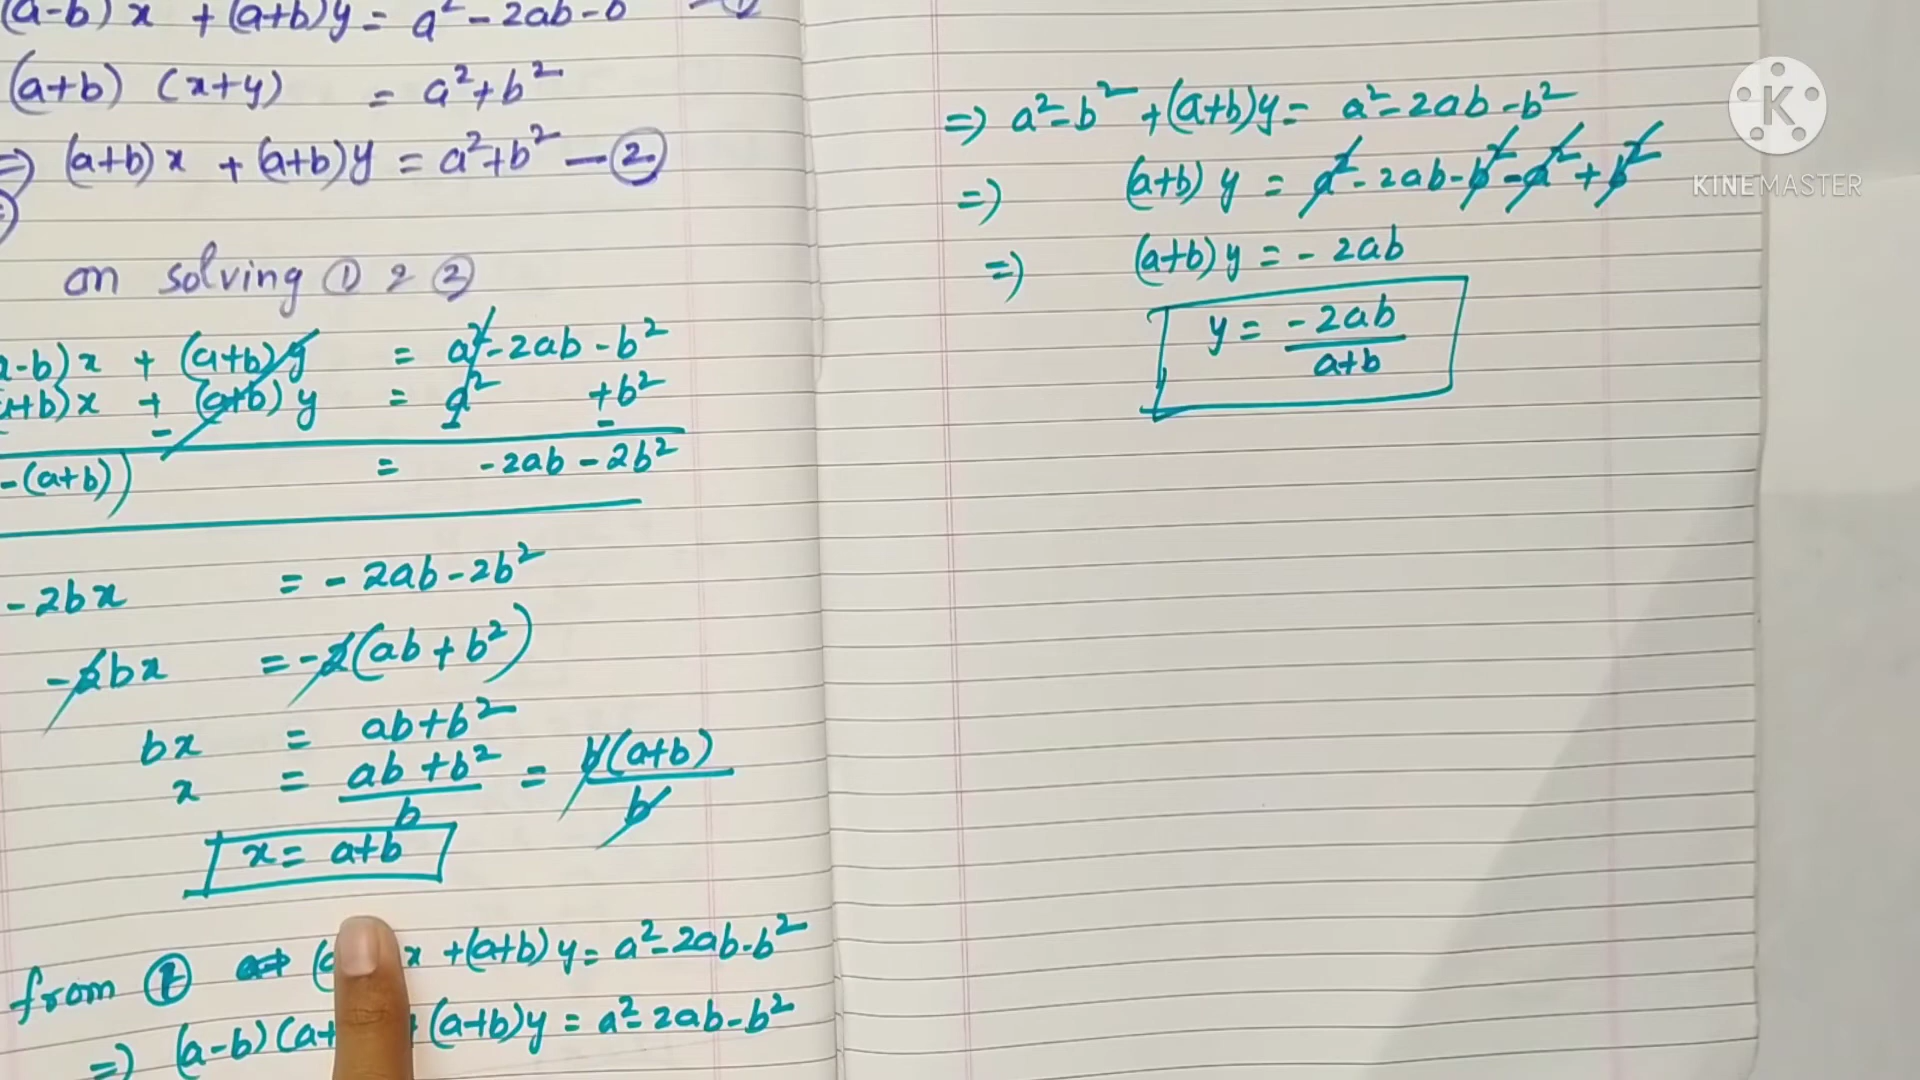 (a-b) x + (a+b)y = a² - 2ab - b
(a+b) (x+y) = a²+b²
=> (a+b)x + (a+b)y = a²+b² — ②
on solving ① & ②
a-b)x + (a+b)y = a² - 2ab - b²
a+b)x + (a+b)y = a² + b²
- - -
-(a+b)) = -2ab - 2b²
-2bx = -2ab - 2b²
-2bx = -2(ab + b²)
bx = ab + b²
x = ab + b² / b = b(a+b) / b
x = a+b
from ① x + (a+b) y = a² - 2ab - b²
=> (a-b) (a+ (a+b)y = a² - 2ab - b²
=> a² - b² + (a+b)y = a² - 2ab - b²
=> (a+b) y = a² - 2ab - b² - a² + b²
=> (a+b) y = -2ab
y = -2ab / a+b
K
KINEMASTER